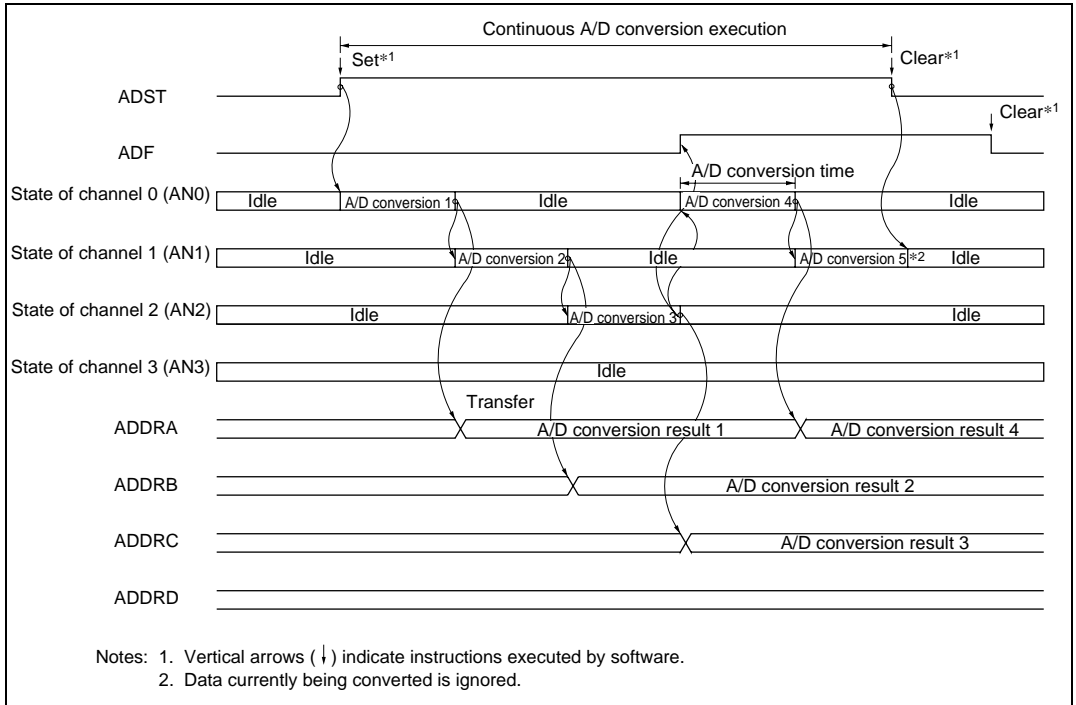 Continuous A/D conversion execution
Set*1 Clear*1
ADST
Clear*1
ADF
A/D conversion time
State of channel 0 (AN0) Idle A/D conversion 1 Idle A/D conversion 4 Idle
State of channel 1 (AN1) Idle A/D conversion 2 Idle A/D conversion 5 *2 Idle
State of channel 2 (AN2) Idle A/D conversion 3 Idle
State of channel 3 (AN3) Idle
Transfer
ADDRA A/D conversion result 1 A/D conversion result 4
ADDRB A/D conversion result 2
ADDRC A/D conversion result 3
ADDRD
Notes: 1. Vertical arrows (↓) indicate instructions executed by software.
2. Data currently being converted is ignored.